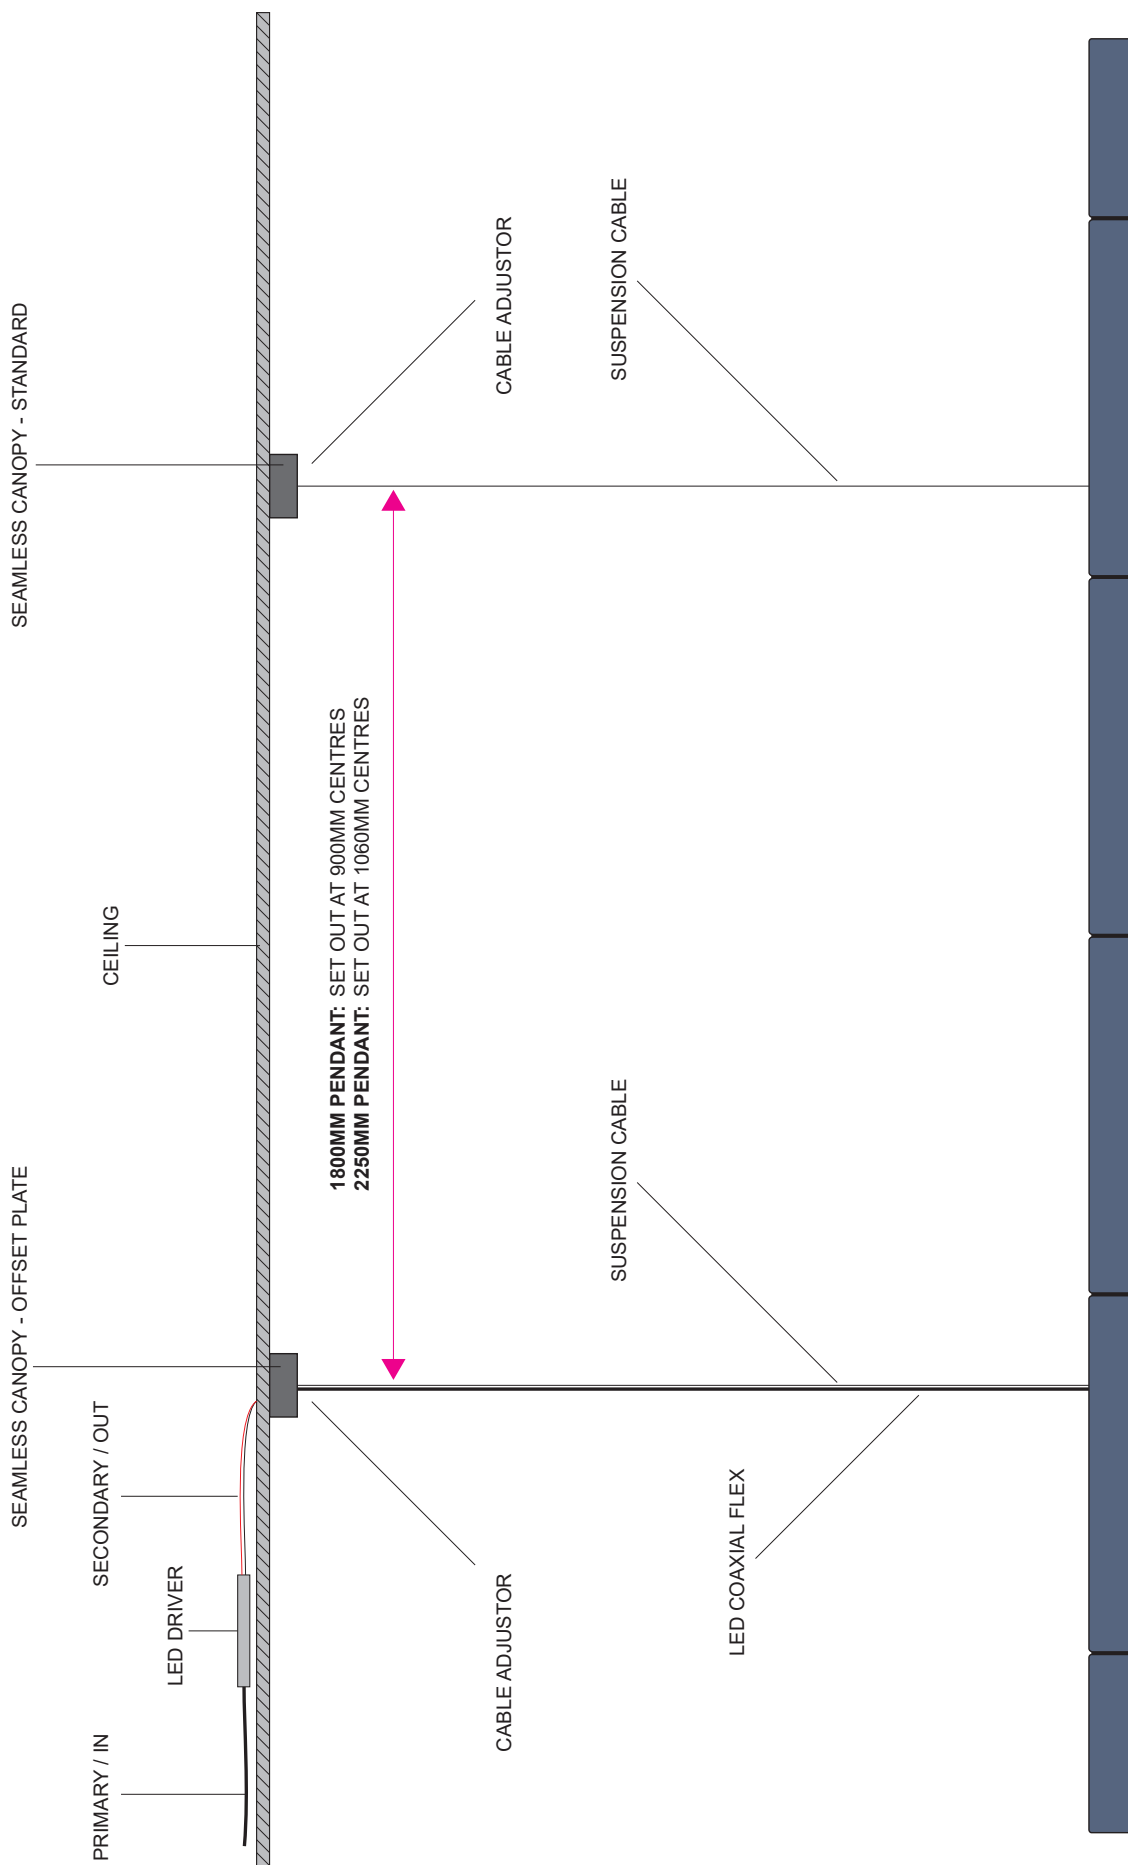 SEAMLESS CANOPY - OFFSET PLATE
SEAMLESS CANOPY - STANDARD
PRIMARY / IN
SECONDARY / OUT
CEILING
LED DRIVER
1800MM PENDANT: SET OUT AT 900MM CENTRES
2250MM PENDANT: SET OUT AT 1060MM CENTRES
CABLE ADJUSTOR
CABLE ADJUSTOR
SUSPENSION CABLE
SUSPENSION CABLE
LED COAXIAL FLEX